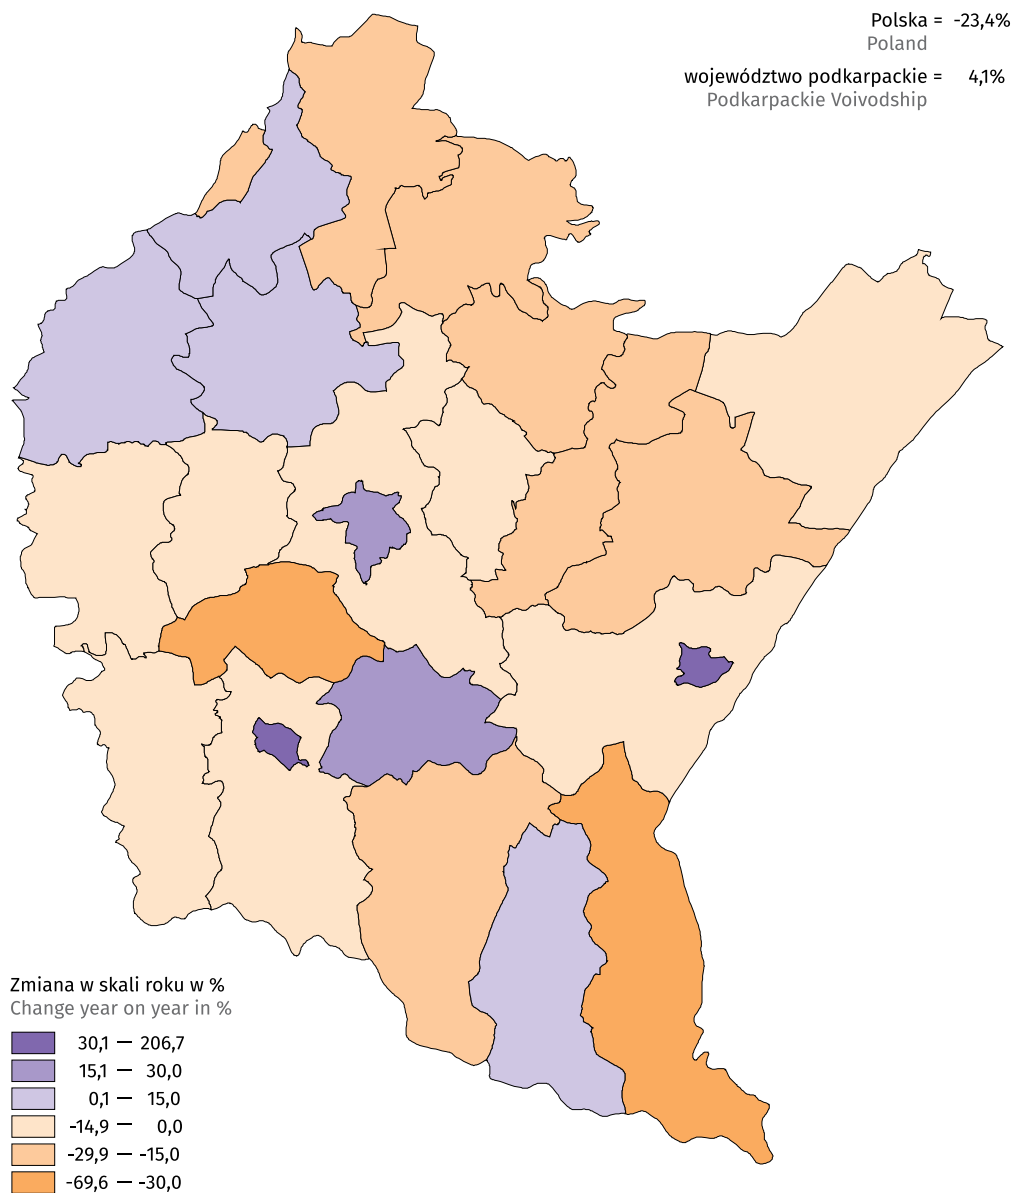 Polska = -23,4%
Poland
województwo podkarpackie = 4,1%
Podkarpackie Voivodship
Zmiana w skali roku w %
Change year on year in %
30,1 — 206,7
15,1 — 30,0
0,1 — 15,0
-14,9 — 0,0
-29,9 — -15,0
-69,6 — -30,0